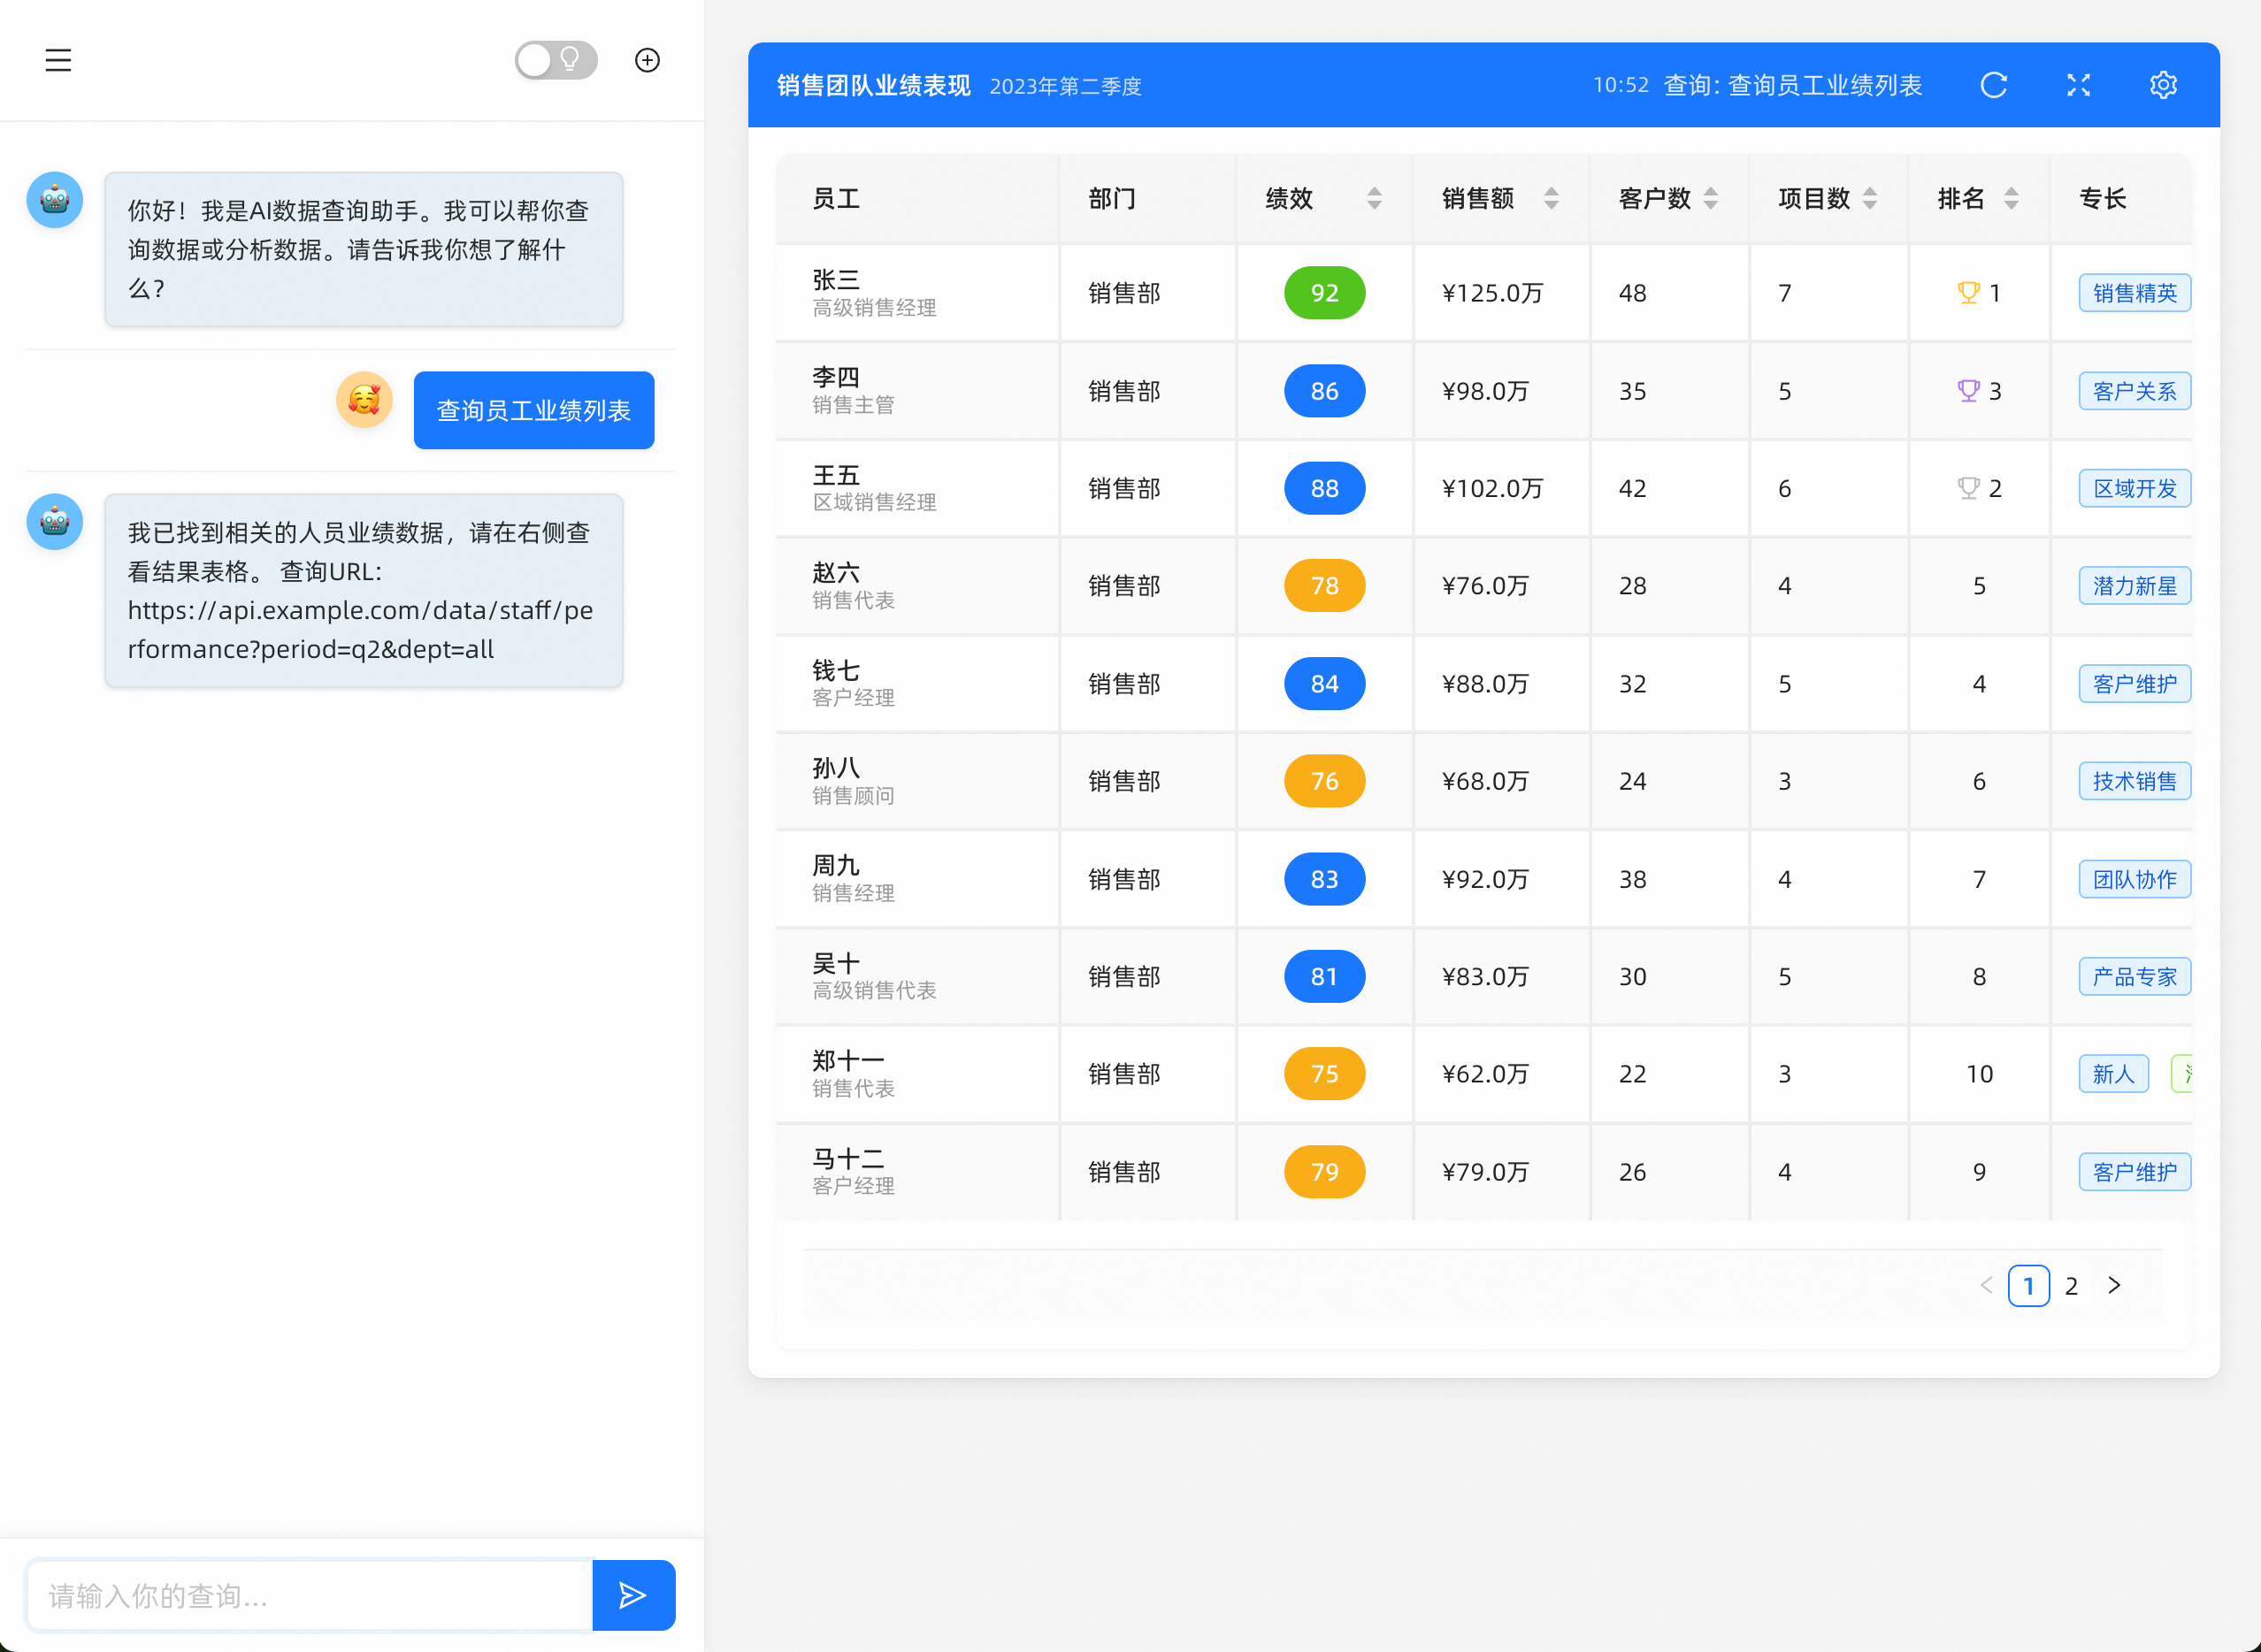 你好！我是AI数据查询助手。我可以帮你查
询数据或分析数据。请告诉我你想了解什
么？
查询员工业绩列表
我已找到相关的人员业绩数据，请在右侧查
看结果表格。 查询URL:
https://api.example.com/data/staff/pe
rformance?period=q2&dept=all
请输入你的查询...
销售团队业绩表现 2023年第二季度 10:52 查询: 查询员工业绩列表
员工 部门 绩效 销售额 客户数 项目数 排名 专长
张三
高级销售经理
销售部 92 ¥125.0万 48 7 1 销售精英
李四
销售主管
销售部 86 ¥98.0万 35 5 3 客户关系
王五
区域销售经理
销售部 88 ¥102.0万 42 6 2 区域开发
赵六
销售代表
销售部 78 ¥76.0万 28 4 5 潜力新星
钱七
客户经理
销售部 84 ¥88.0万 32 5 4 客户维护
孙八
销售顾问
销售部 76 ¥68.0万 24 3 6 技术销售
周九
销售经理
销售部 83 ¥92.0万 38 4 7 团队协作
吴十
高级销售代表
销售部 81 ¥83.0万 30 5 8 产品专家
郑十一
销售代表
销售部 75 ¥62.0万 22 3 10 新人
马十二
客户经理
销售部 79 ¥79.0万 26 4 9 客户维护
1 2